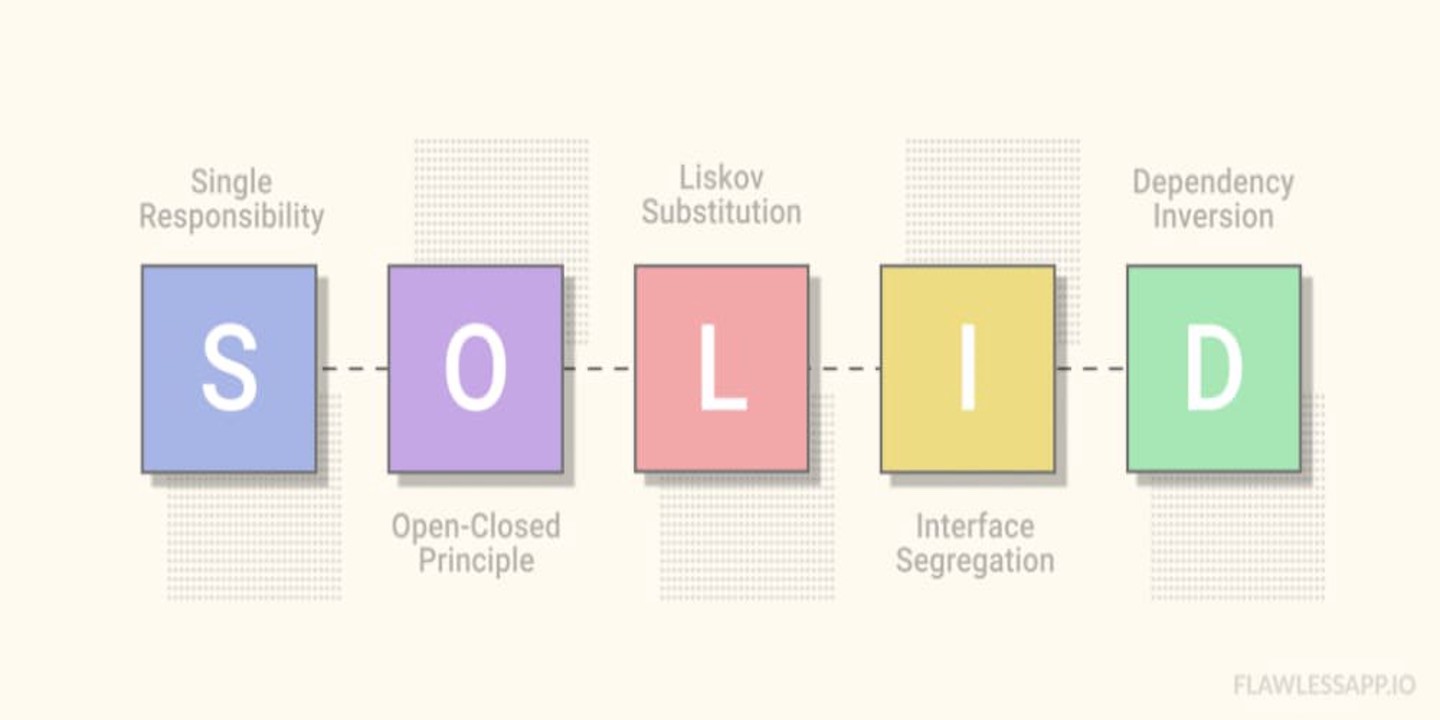 Single
Responsibility
Liskov
Substitution
Dependency
Inversion
S
O
L
I
D
Open-Closed
Principle
Interface
Segregation
FLAWLESSAPP.IO